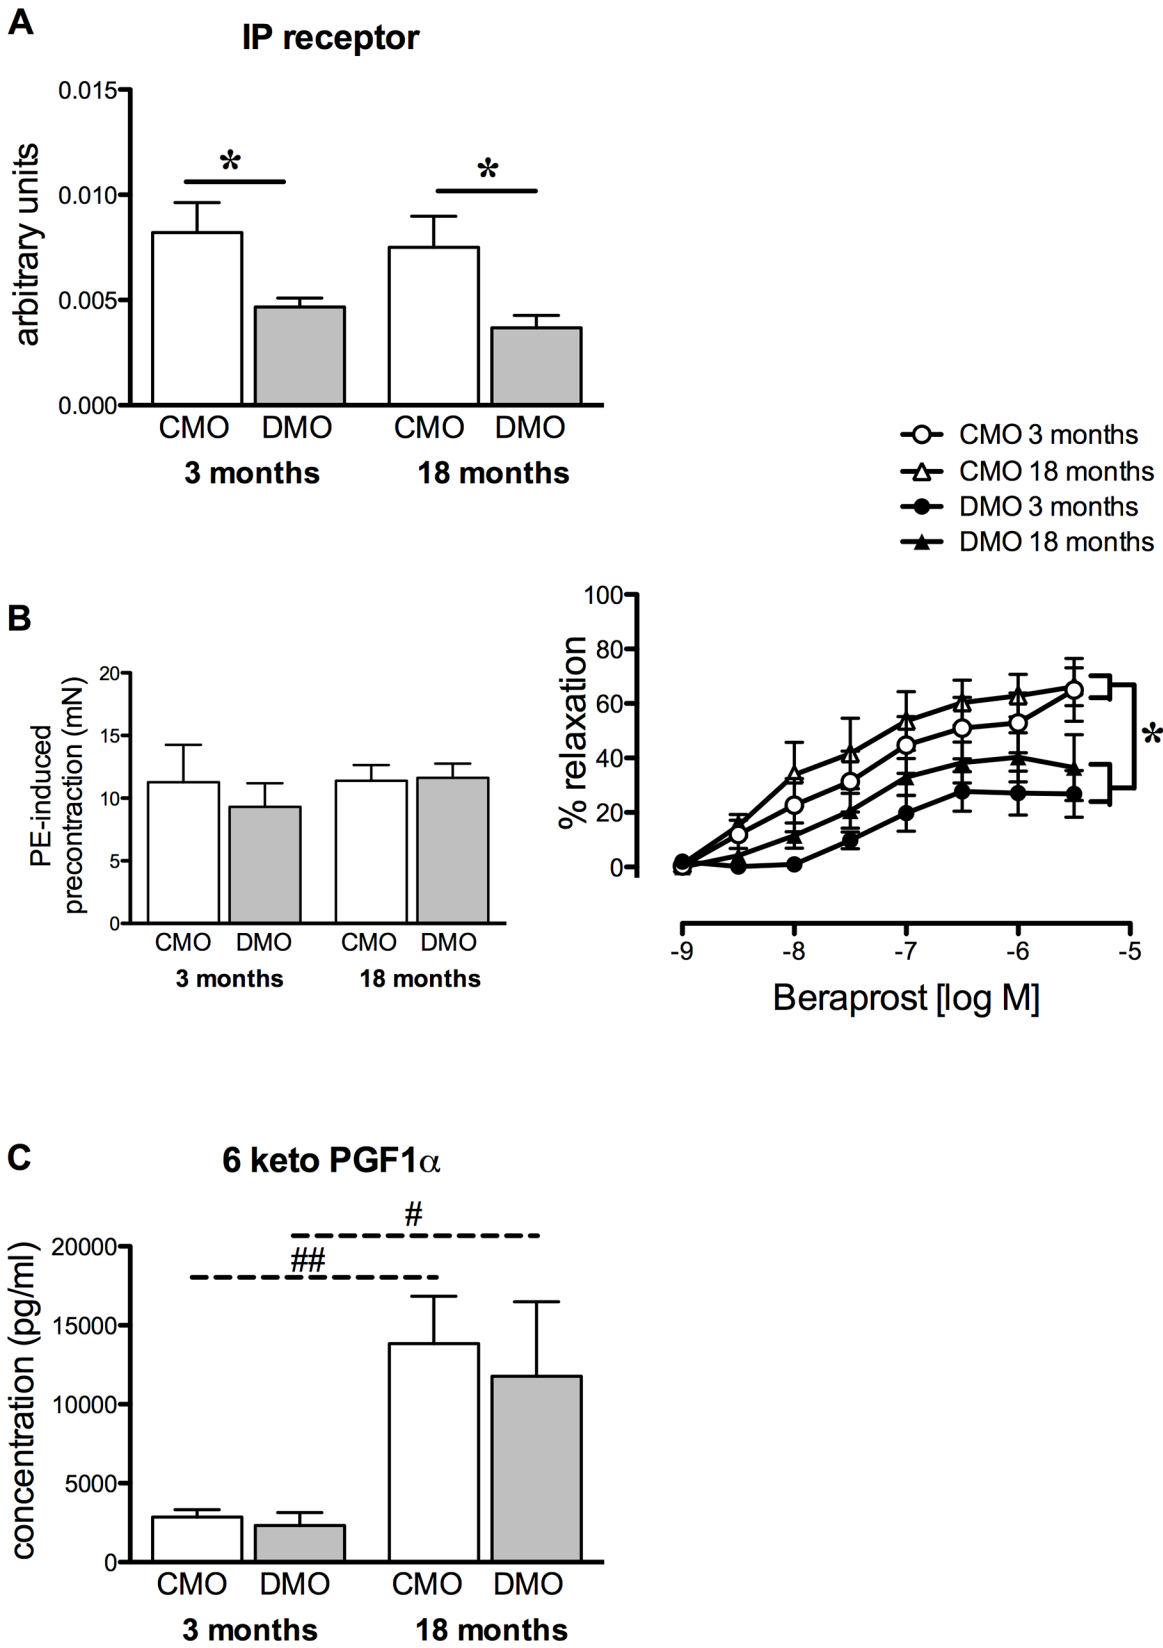 A
IP receptor
0.015
0.010
0.005
0.000
arbitrary units
*
*
CMO DMO CMO DMO
3 months 18 months
CMO 3 months
CMO 18 months
DMO 3 months
DMO 18 months
B
20
15
10
5
0
PE-induced
precontraction (mN)
CMO DMO CMO DMO
3 months 18 months
100
80
60
40
20
0
% relaxation
*
-9 -8 -7 -6 -5
Beraprost [log M]
C
6 keto PGF1α
#
##
20000
15000
10000
5000
0
concentration (pg/ml)
CMO DMO CMO DMO
3 months 18 months